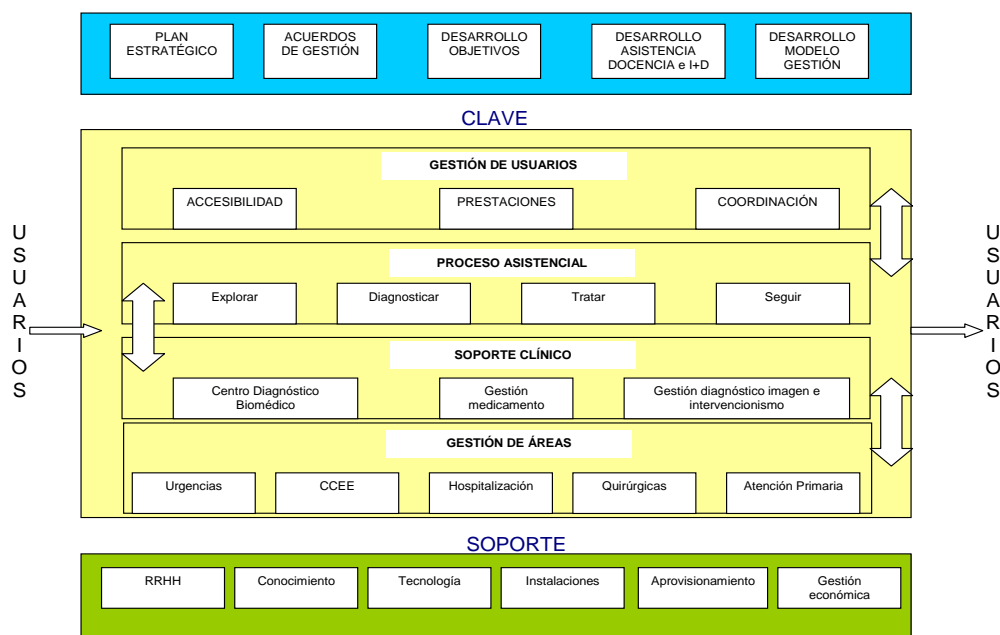 PLAN
ESTRATÉGICO
ACUERDOS
DE GESTIÓN
DESARROLLO
OBJETIVOS
DESARROLLO
ASISTENCIA
DOCENCIA e I+D
DESARROLLO
MODELO
GESTIÓN
CLAVE
USUARIOS
GESTIÓN DE USUARIOS
ACCESIBILIDAD
PRESTACIONES
COORDINACIÓN
PROCESO ASISTENCIAL
Explorar
Diagnosticar
Tratar
Seguir
SOPORTE CLÍNICO
Centro Diagnóstico
Biomédico
Gestión
medicamento
Gestión diagnóstico imagen e
intervencionismo
GESTIÓN DE ÁREAS
Urgencias
CCEE
Hospitalización
Quirúrgicas
Atención Primaria
USUARIOS
SOPORTE
RRHH
Conocimiento
Tecnología
Instalaciones
Aprovisionamiento
Gestión
económica